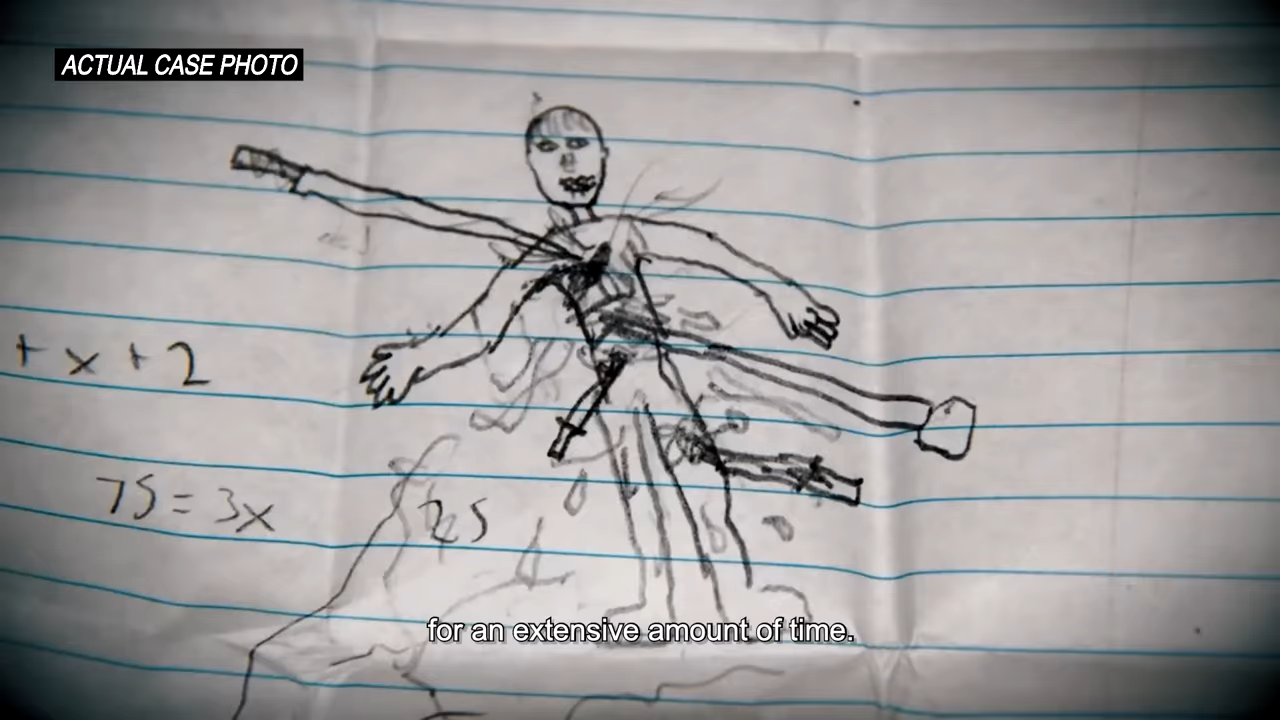 ACTUAL CASE PHOTO
+ x + 2
75 = 3x
25
for an extensive amount of time.